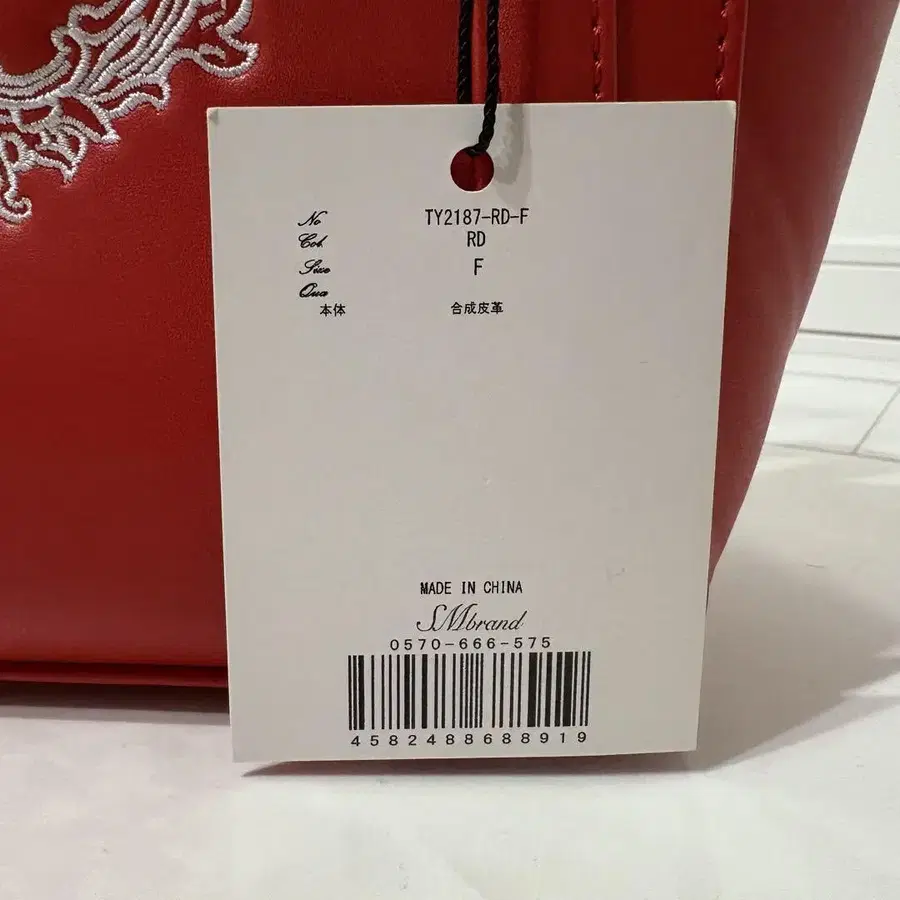 No TY2187-RD-F
Col. RD
Size F
Qua
本体 合成皮革
MADE IN CHINA
SMbrand
0570-666-575
4582488688919